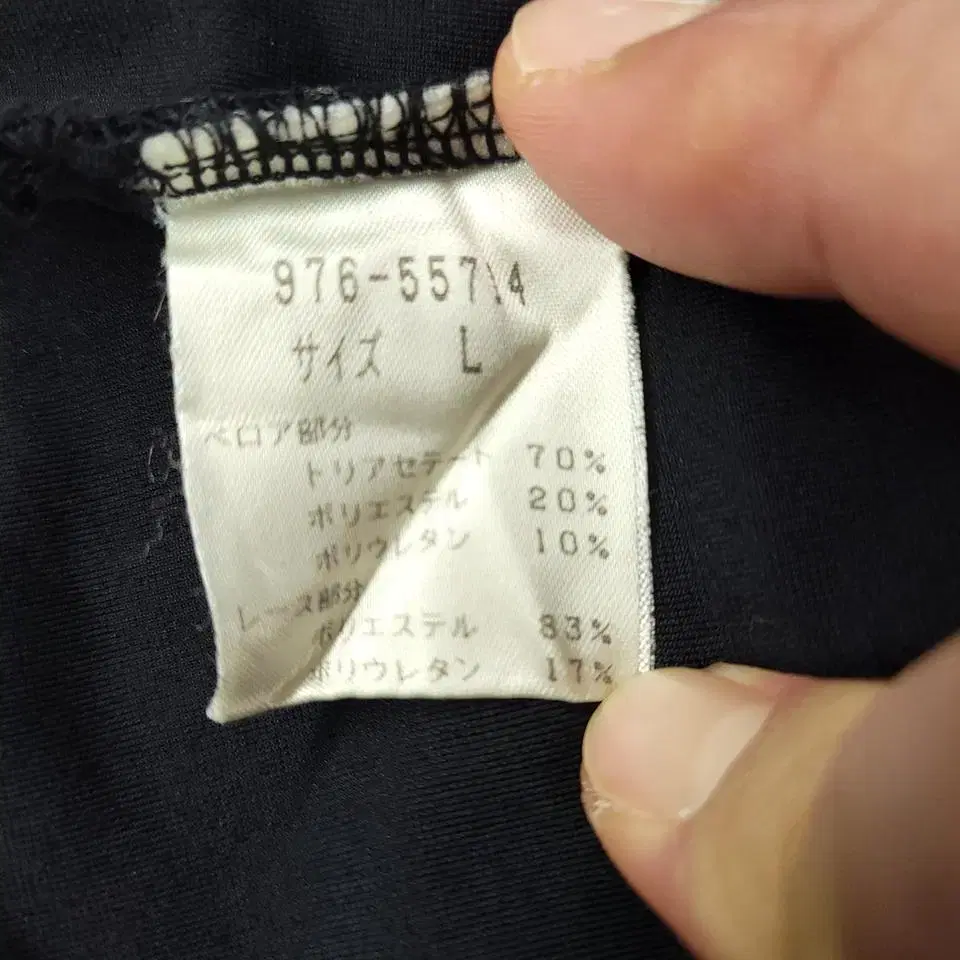 976-557 4
サイズ L
ベロア部分
トリアセテート 70%
ポリエステル 20%
ポリウレタン 10%
レース部分
ポリエステル 83%
ポリウレタン 17%